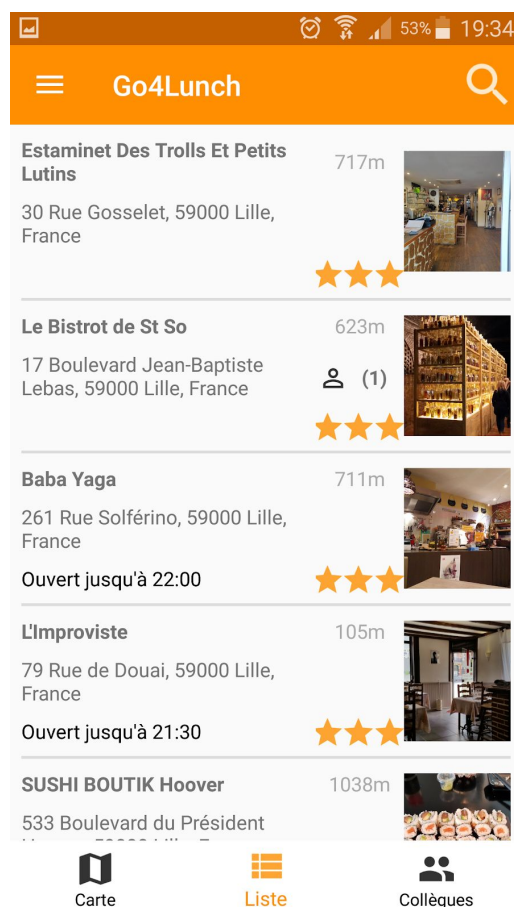 53% 19:34
Go4Lunch
Estaminet Des Trolls Et Petits
Lutins
717m
30 Rue Gosselet, 59000 Lille,
France
Le Bistrot de St So
623m
17 Boulevard Jean-Baptiste
Lebas, 59000 Lille, France
(1)
Baba Yaga
711m
261 Rue Solférino, 59000 Lille,
France
Ouvert jusqu'à 22:00
L'Improviste
105m
79 Rue de Douai, 59000 Lille,
France
Ouvert jusqu'à 21:30
SUSHI BOUTIK Hoover
1038m
533 Boulevard du Président
Carte
Liste
Collèques